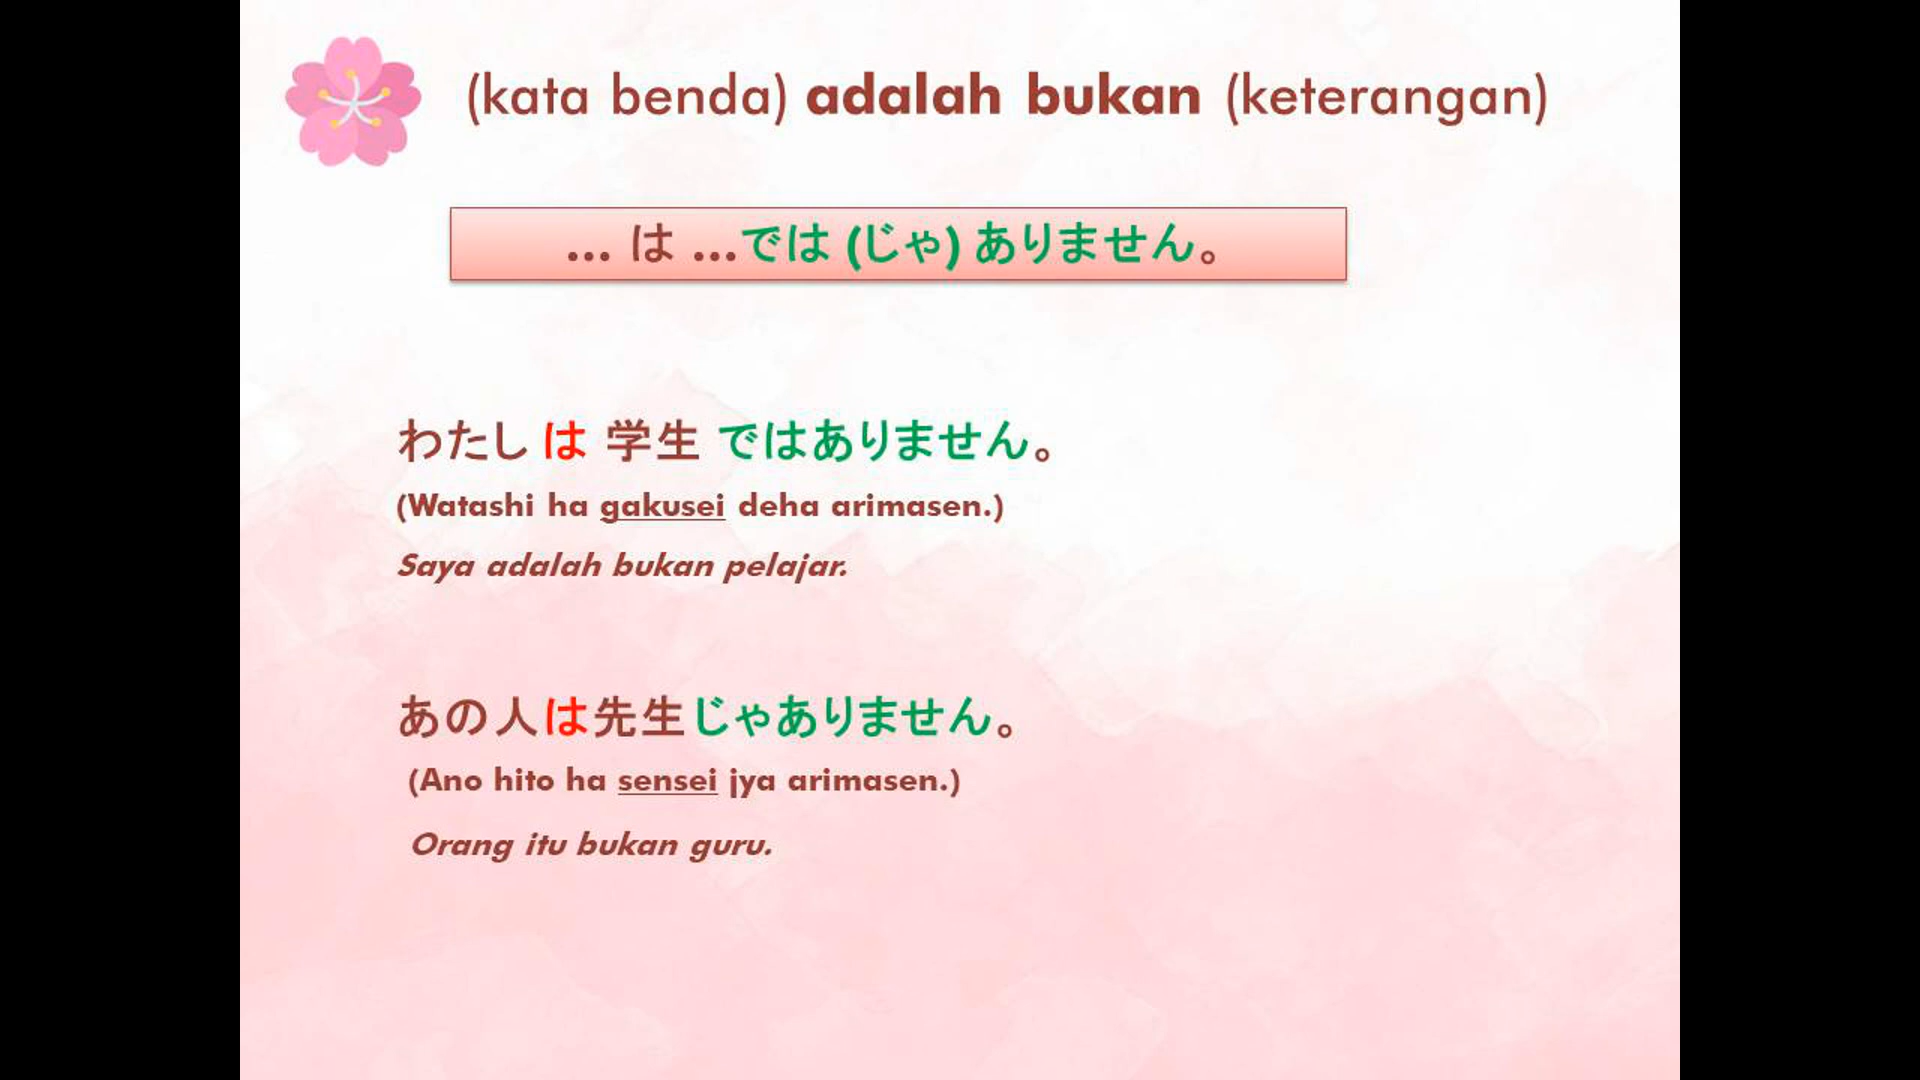 (kata benda) adalah bukan (keterangan)
... は ...では (じゃ) ありません。
わたし は 学生 ではありません。
(Watashi ha gakusei deha arimasen.)
Saya adalah bukan pelajar.
あの人は先生じゃありません。
(Ano hito ha sensei jya arimasen.)
Orang itu bukan guru.